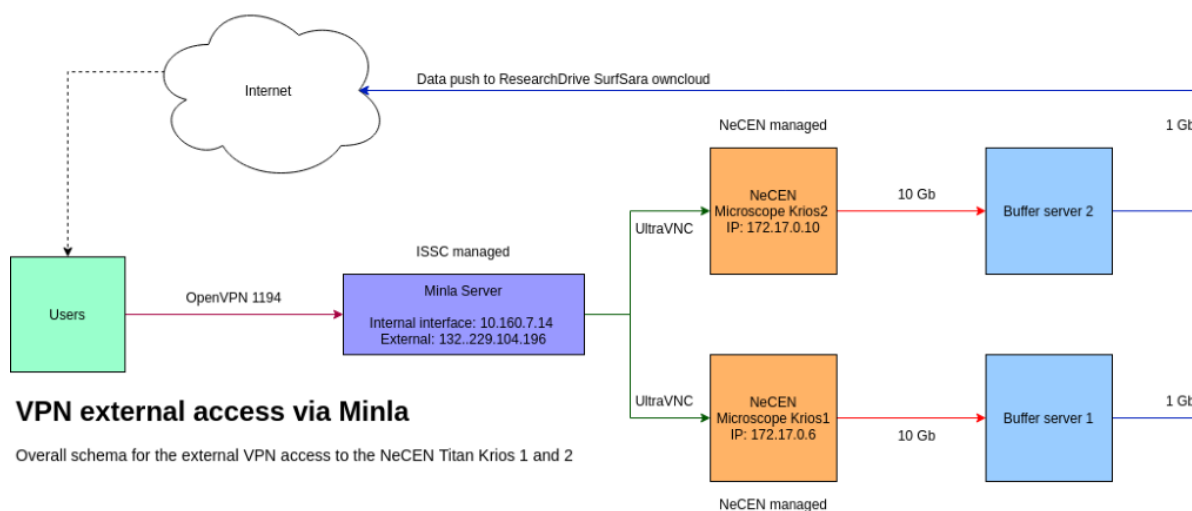 Internet
Data push to ResearchDrive SurfSara owncloud
NeCEN managed
1 Gb
NeCEN
Microscope Krios2
IP: 172.17.0.10
10 Gb
Buffer server 2
UltraVNC
ISSC managed
Users
OpenVPN 1194
Minla Server
Internal interface: 10.160.7.14
External: 132..229.104.196
UltraVNC
NeCEN
Microscope Krios1
IP: 172.17.0.6
10 Gb
Buffer server 1
1 Gb
NeCEN managed
VPN external access via Minla
Overall schema for the external VPN access to the NeCEN Titan Krios 1 and 2